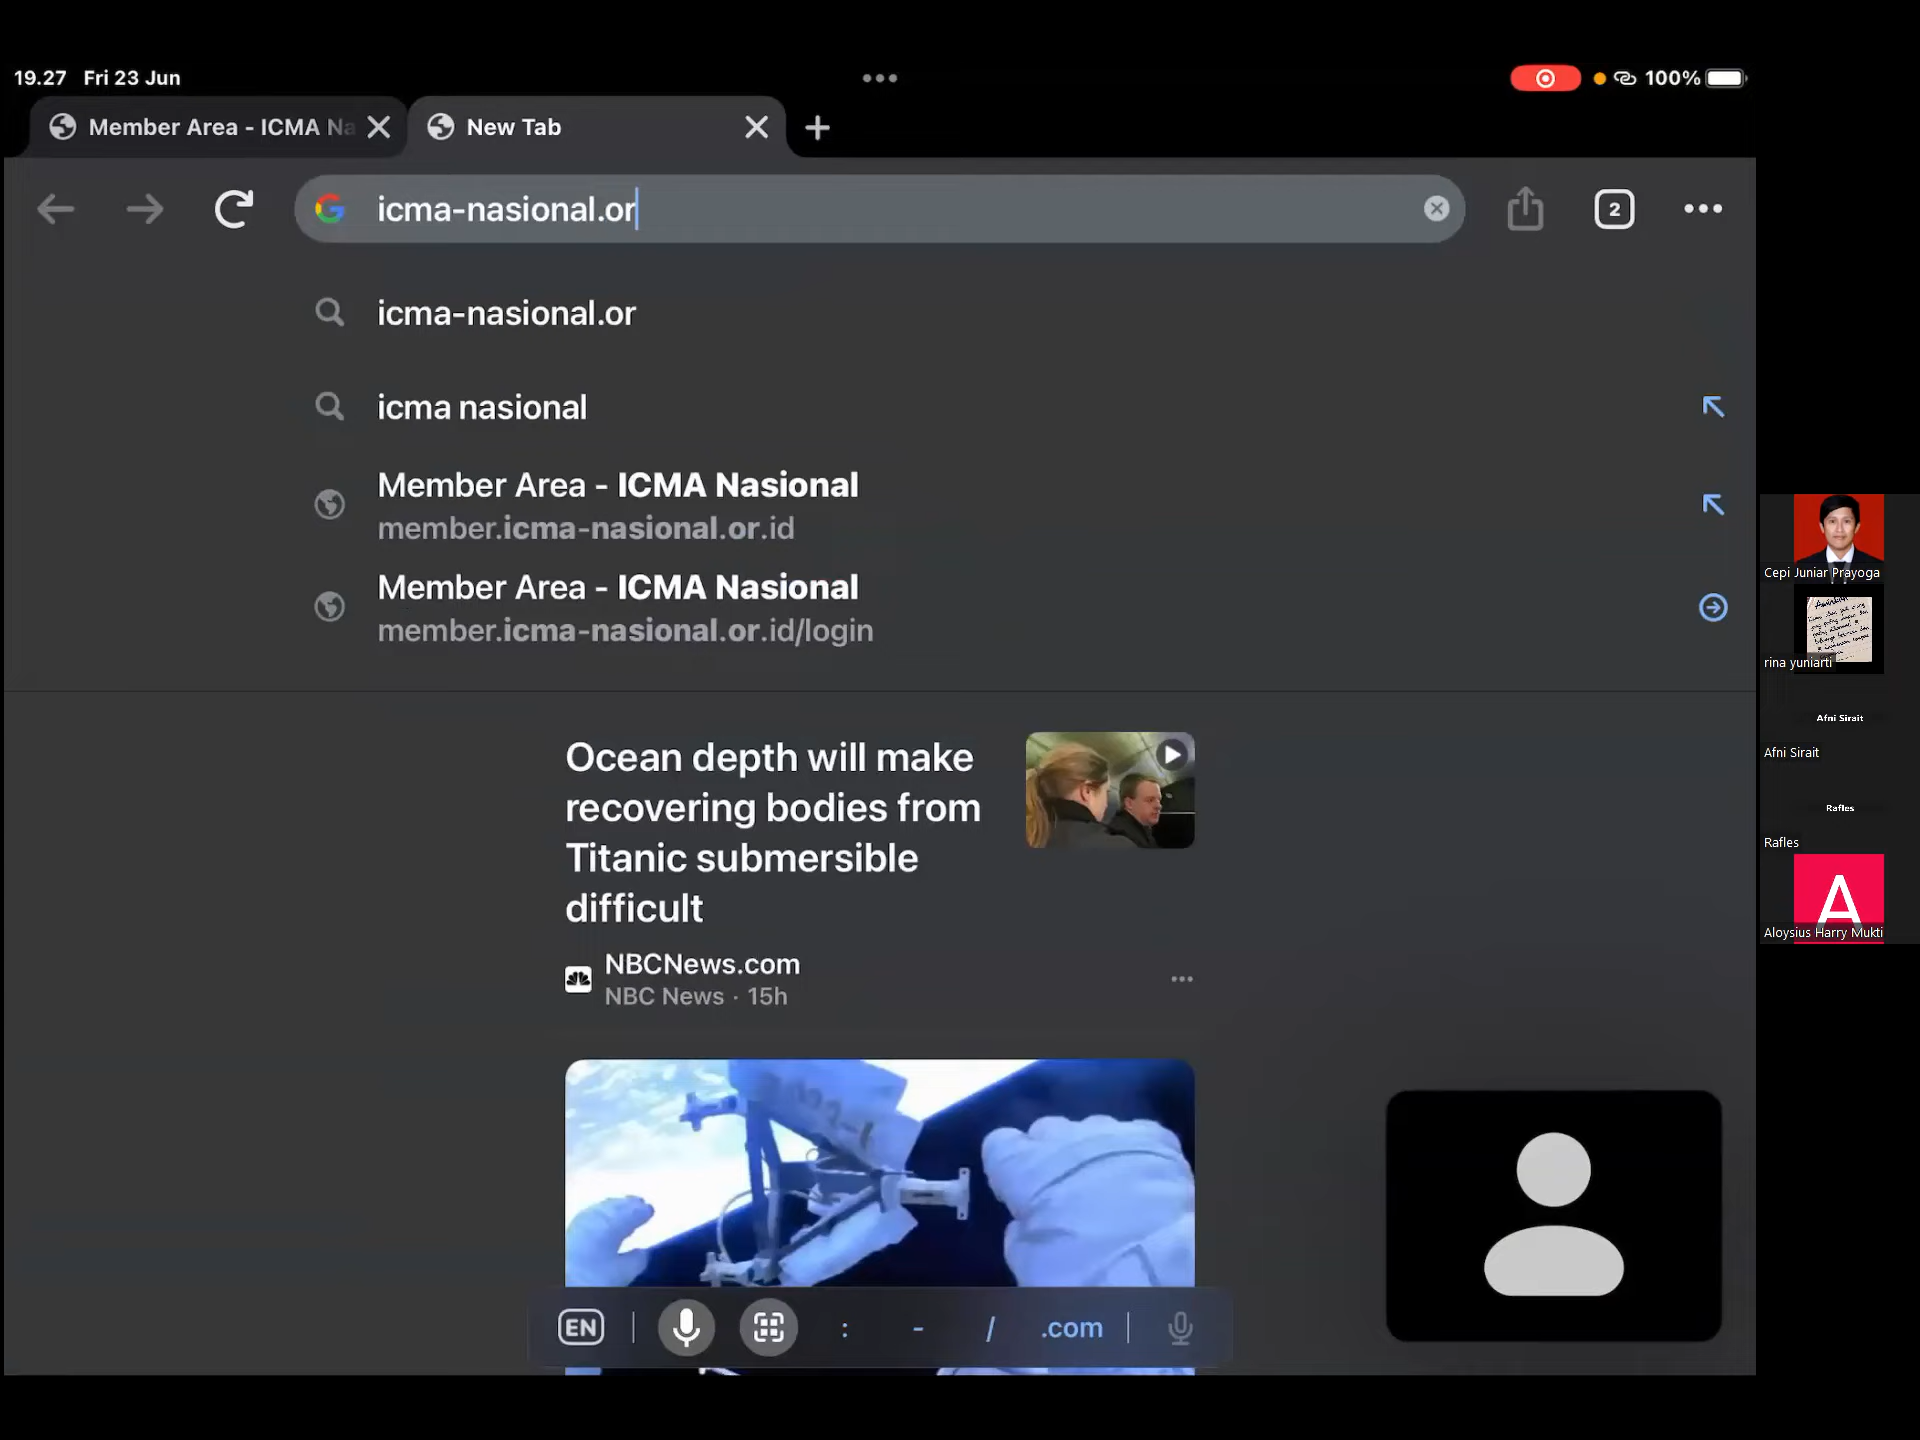 19.27 Fri 23 Jun
100%
Member Area - ICMA Na
New Tab
icma-nasional.or
2
icma-nasional.or
icma nasional
Member Area - ICMA Nasional
member.icma-nasional.or.id
Member Area - ICMA Nasional
member.icma-nasional.or.id/login
Ocean depth will make
recovering bodies from
Titanic submersible
difficult
NBCNews.com
NBC News · 15h
EN : - / .com
Cepi Juniar Prayoga
rina yuniarti
Afni Sirait
Afni Sirait
Rafles
Rafles
A
Aloysius Harry Mukti